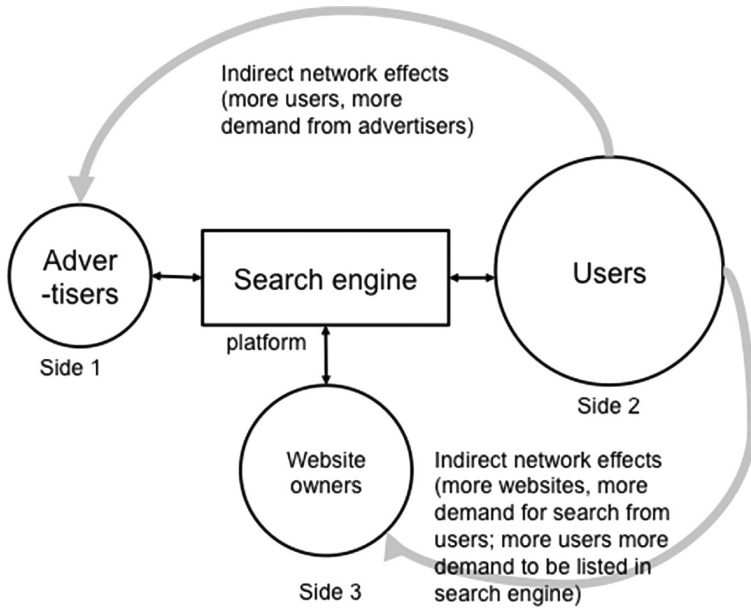 Indirect network effects
(more users, more
demand from advertisers)
Adver
-tisers
Search engine
Users
platform
Side 1
Side 2
Website
owners
Indirect network effects
(more websites, more
demand for search from
users; more users more
demand to be listed in
search engine)
Side 3